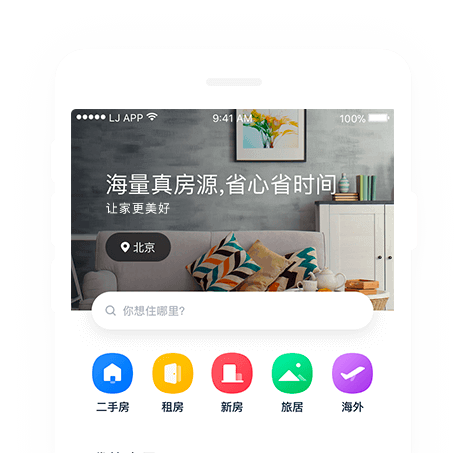 LJ APP 9:41 AM 100%
海量真房源,省心省时间
让家更美好
北京
你想住哪里?
二手房 租房 新房 旅居 海外